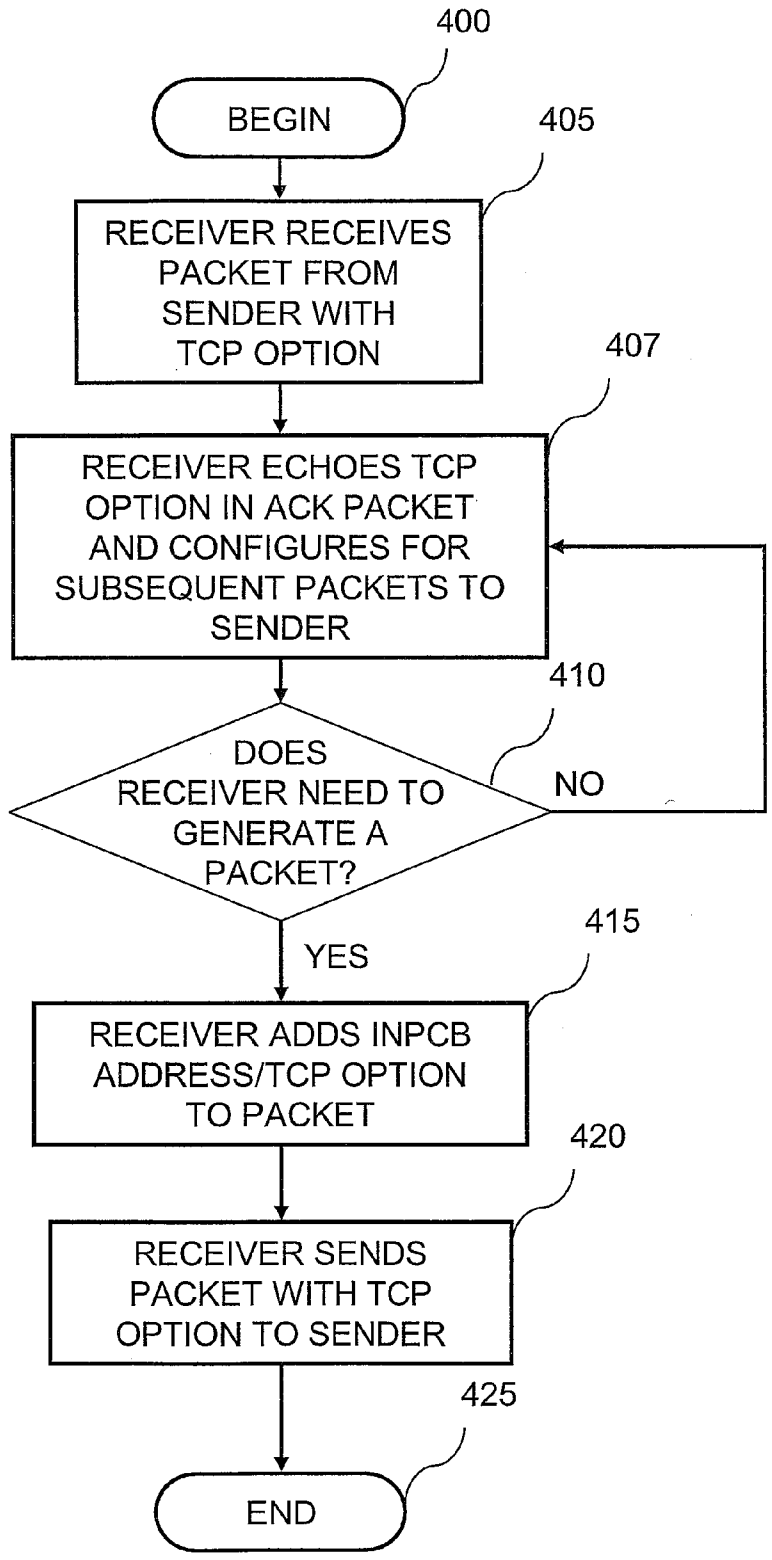 400
BEGIN
405
RECEIVER RECEIVES
PACKET FROM
SENDER WITH
TCP OPTION
407
RECEIVER ECHOES TCP
OPTION IN ACK PACKET
AND CONFIGURES FOR
SUBSEQUENT PACKETS TO
SENDER
410
DOES
RECEIVER NEED TO
GENERATE A
PACKET?
NO
YES
415
RECEIVER ADDS INPCB
ADDRESS/TCP OPTION
TO PACKET
420
RECEIVER SENDS
PACKET WITH TCP
OPTION TO SENDER
425
END